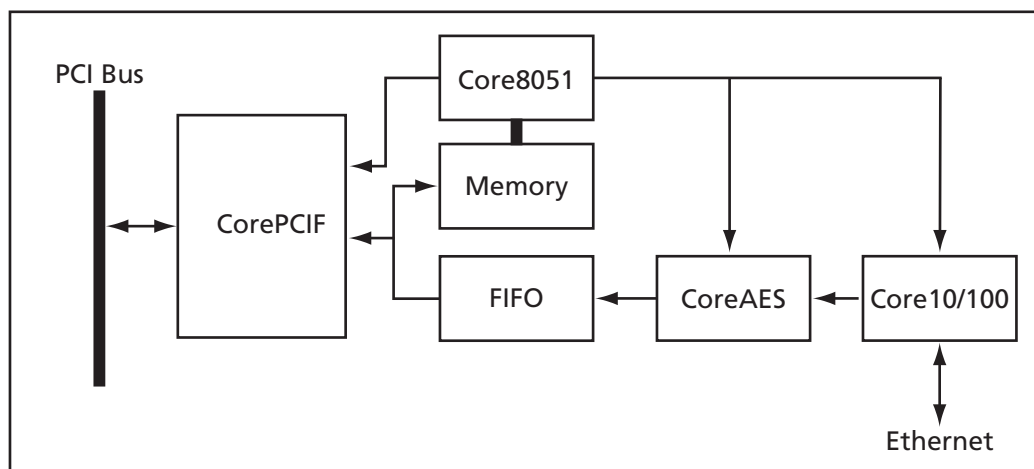 PCI Bus
Core8051
Memory
CorePCIF
FIFO
CoreAES
Core10/100
Ethernet